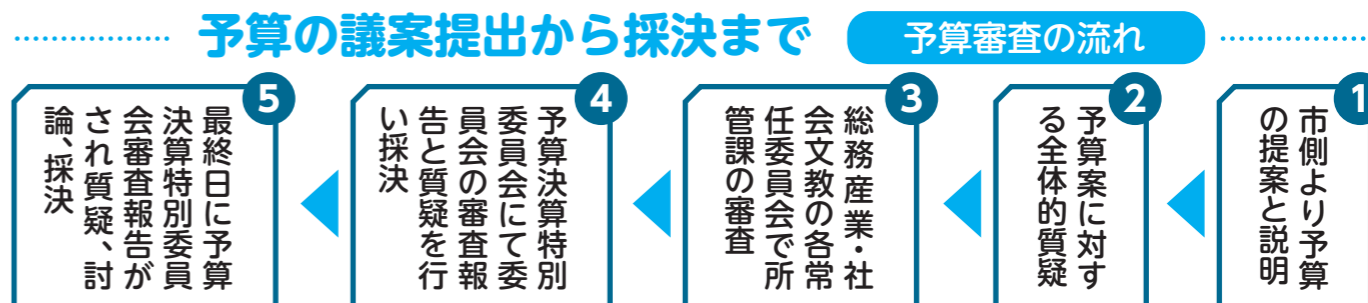 予算の議案提出から採決まで
予算審査の流れ
1
市側より予算
の提案と説明
2
予算案に対す
る全体的質疑
3
総務産業・社
会文教の各常
任委員会で所
管課の審査
4
予算決算特別
委員会にて委
員会の審査報
告と質疑を行
い採決
5
最終日に予算
決算特別委員
会審査報告が
され質疑、討
論、採決